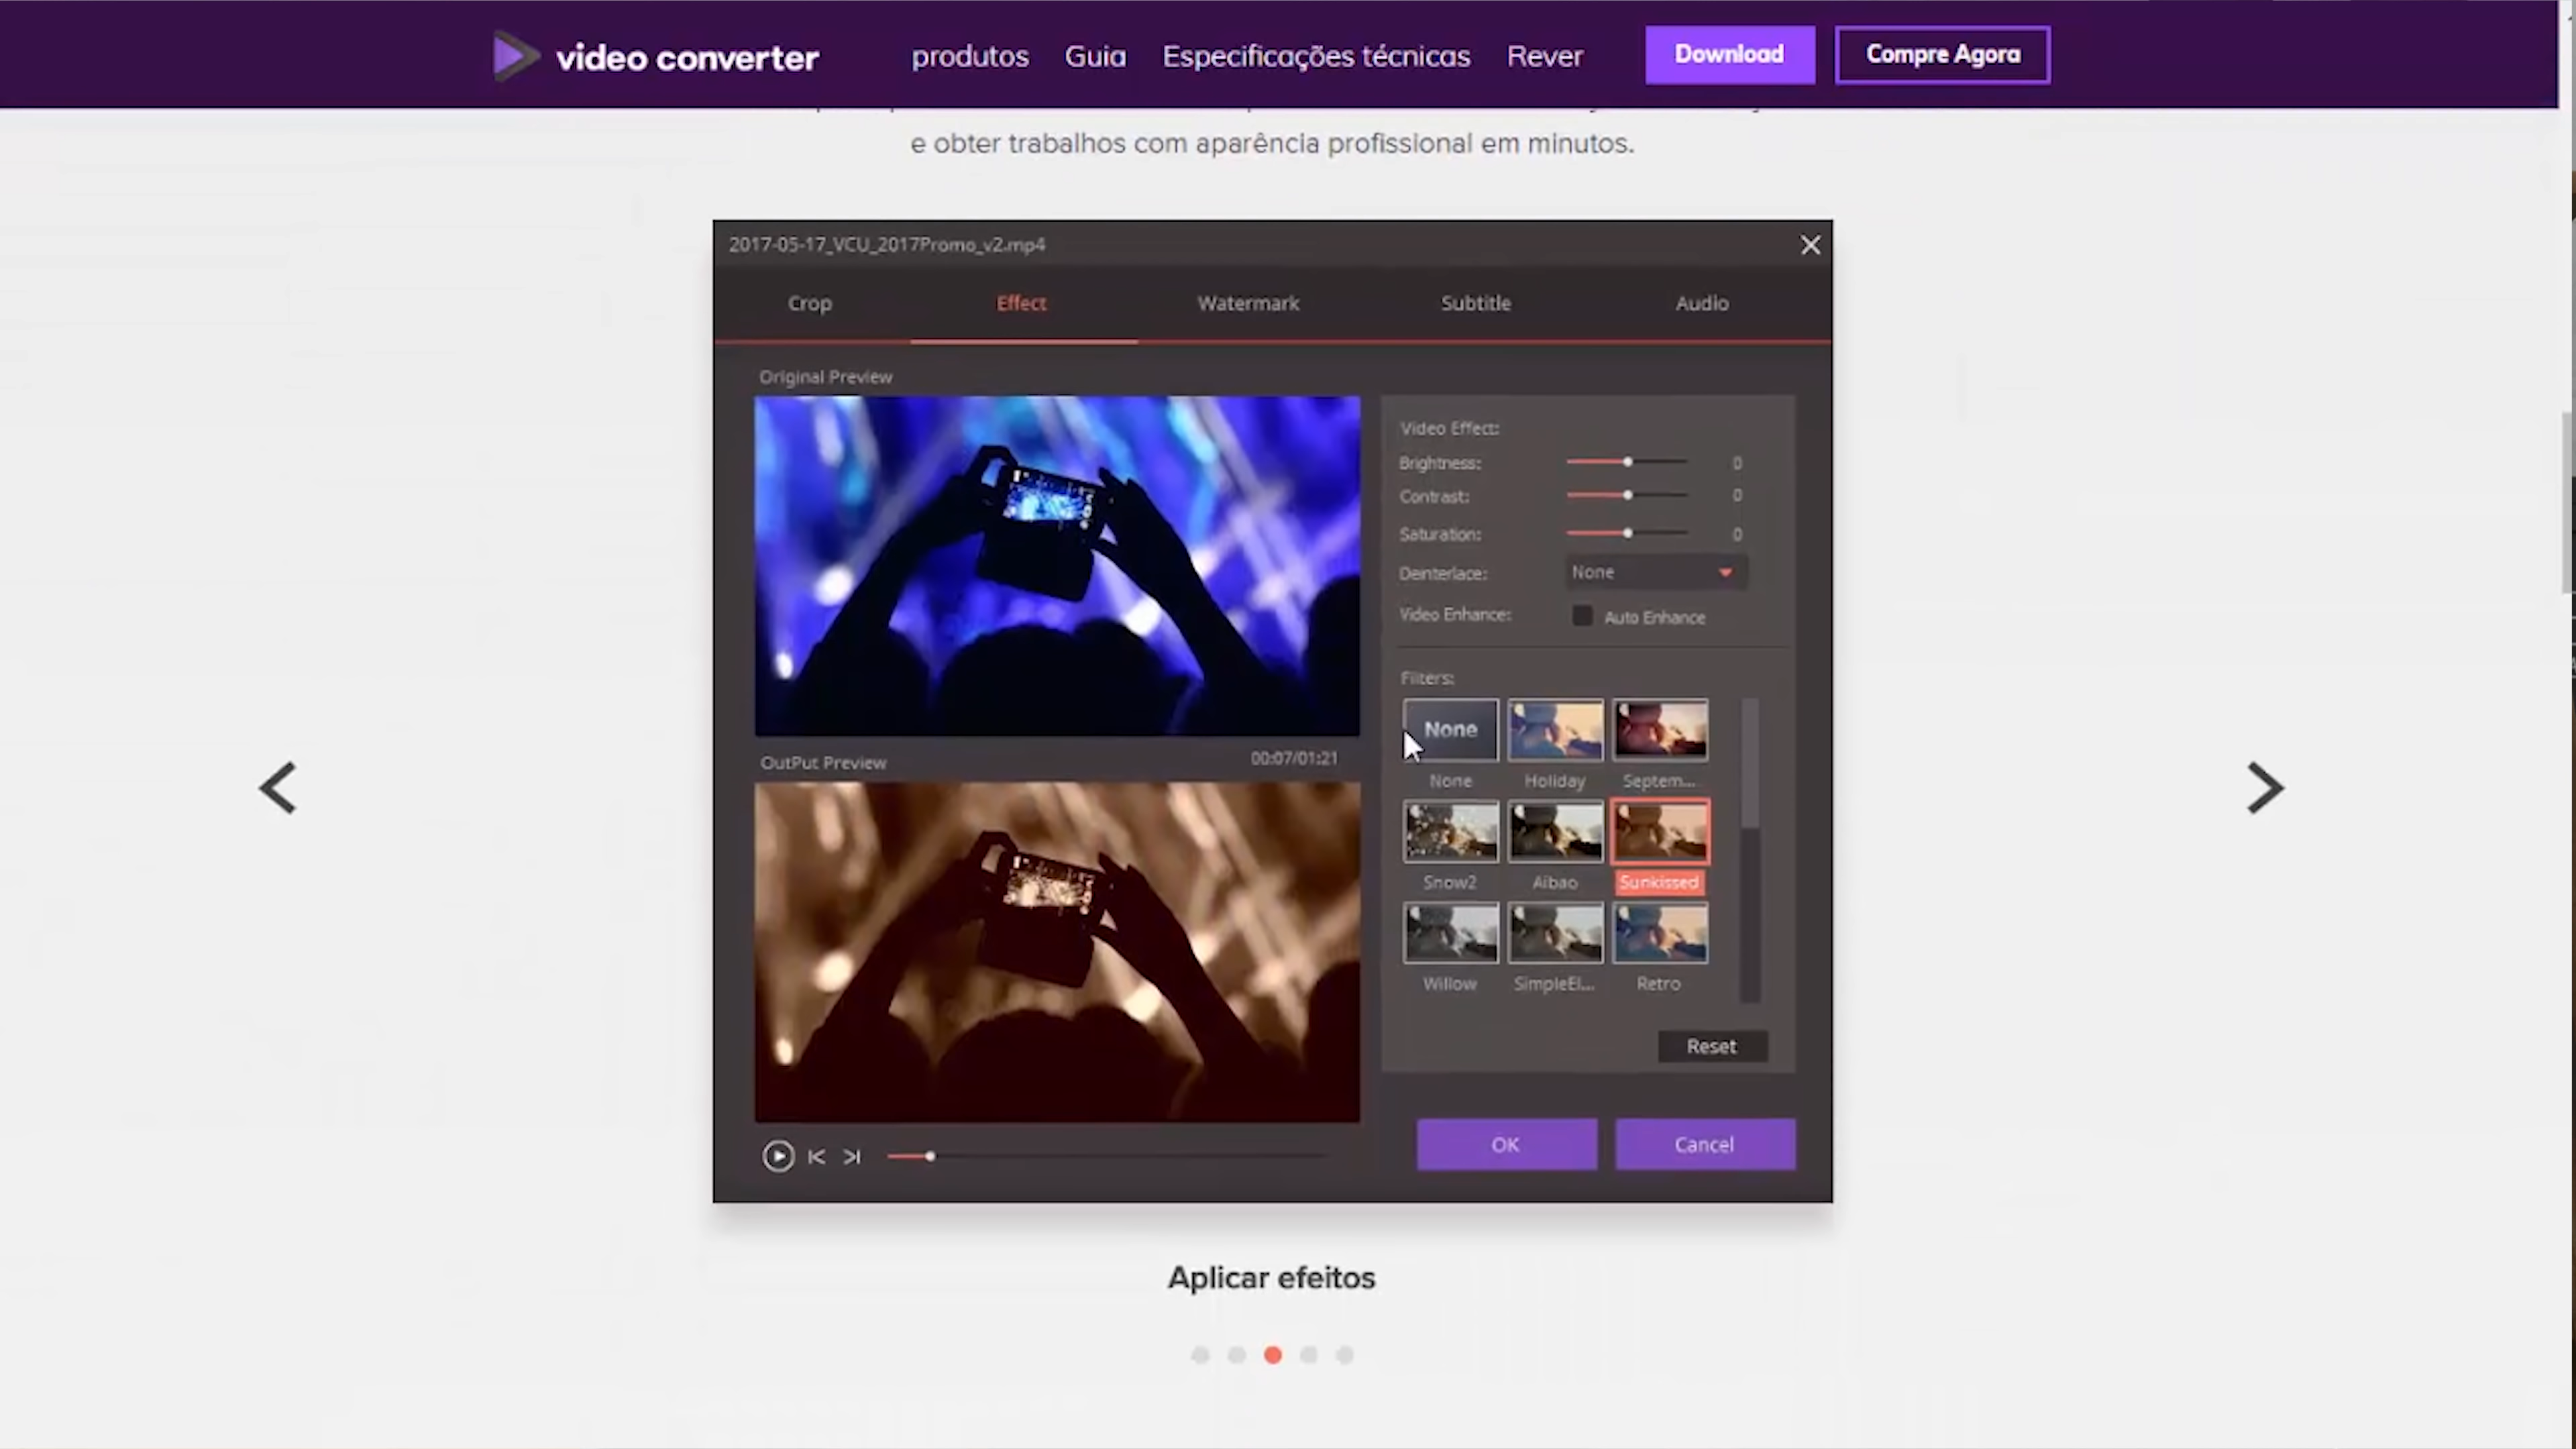 video converter
produtos
Guia
Especificações técnicas
Rever
Download
Compre Agora
e obter trabalhos com aparência profissional em minutos.
2017-05-17_VCU_2017Promo_v2.mp4
Crop
Effect
Watermark
Subtitle
Audio
Original Preview
Video Effect:
Brightness: 0
Contrast: 0
Saturation: 0
Deinterlace: None
Video Enhance: Auto Enhance
Filters:
None
None
Holiday
Septem...
Snow2
Aibao
Sunkissed
Willow
SimpleEl...
Retro
Reset
OutPut Preview
00:07/01:21
OK
Cancel
Aplicar efeitos